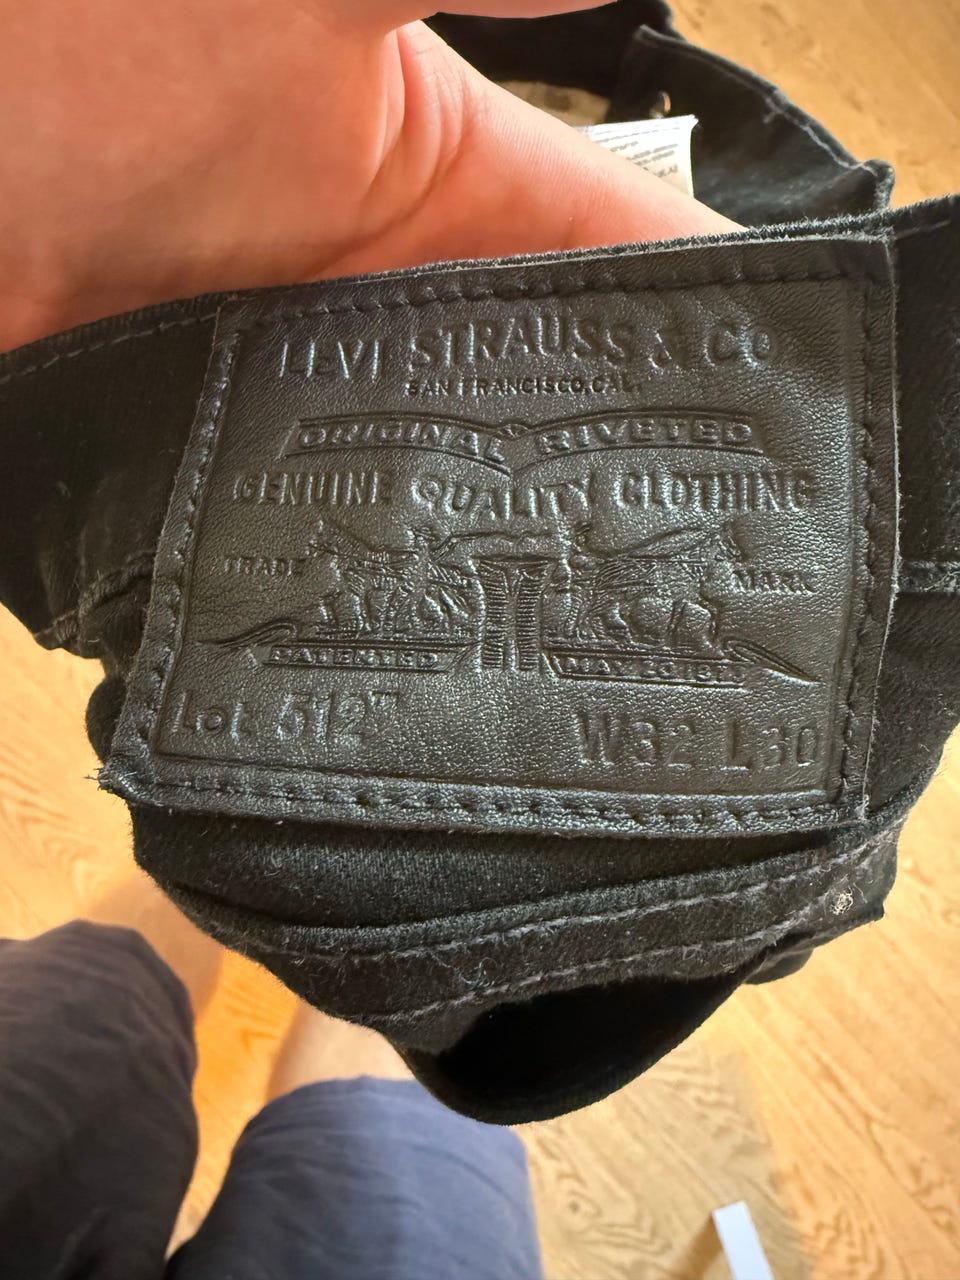 LEVI STRAUSS & CO
SAN FRANCISCO, CAL.
ORIGINAL RIVETED
GENUINE QUALITY CLOTHING
TRADE MARK
PATENTED MAY 20 1873
Lot 512™ W32 L30